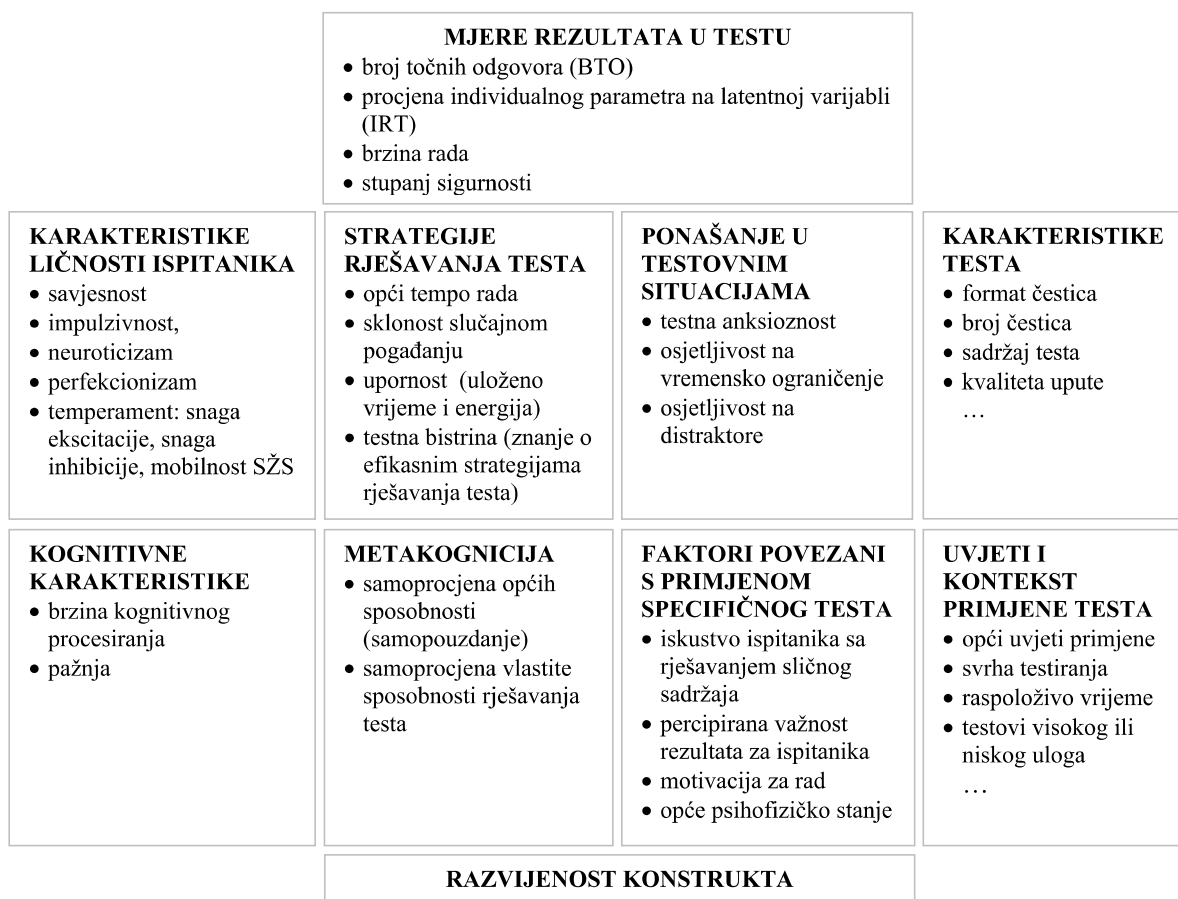 MJERE REZULTATA U TESTU
• broj točnih odgovora (BTO)
• procjena individualnog parametra na latentnoj varijabli
(IRT)
• brzina rada
• stupanj sigurnosti
KARAKTERISTIKE
LIČNOSTI ISPITANIKA
• savjesnost
• impulzivnost,
• neuroticizam
• perfekcionizam
• temperament: snaga
ekscitacije, snaga
inhibicije, mobilnost SŽS
STRATEGIJE
RJEŠAVANJA TESTA
• opći tempo rada
• sklonost slučajnom
pogađanju
• upornost (uloženo
vrijeme i energija)
• testna bistrina (znanje o
efikasnim strategijama
rješavanja testa)
PONAŠANJE U
TESTOVNIM
SITUACIJAMA
• testna anksioznost
• osjetljivost na
vremensko ograničenje
• osjetljivost na
distraktore
KARAKTERISTIKE
TESTA
• format čestica
• broj čestica
• sadržaj testa
• kvaliteta upute
…
KOGNITIVNE
KARAKTERISTIKE
• brzina kognitivnog
procesiranja
• pažnja
METAKOGNICIJA
• samoprocjena općih
sposobnosti
(samopouzdanje)
• samoprocjena vlastite
sposobnosti rješavanja
testa
FAKTORI POVEZANI
S PRIMJENOM
SPECIFIČNOG TESTA
• iskustvo ispitanika sa
rješavanjem sličnog
sadržaja
• percipirana važnost
rezultata za ispitanika
• motivacija za rad
• opće psihofizičko stanje
UVJETI I
KONTEKST
PRIMJENE TESTA
• opći uvjeti primjene
• svrha testiranja
• raspoloživo vrijeme
• testovi visokog ili
niskog uloga
…
RAZVIJENOST KONSTRUKTA